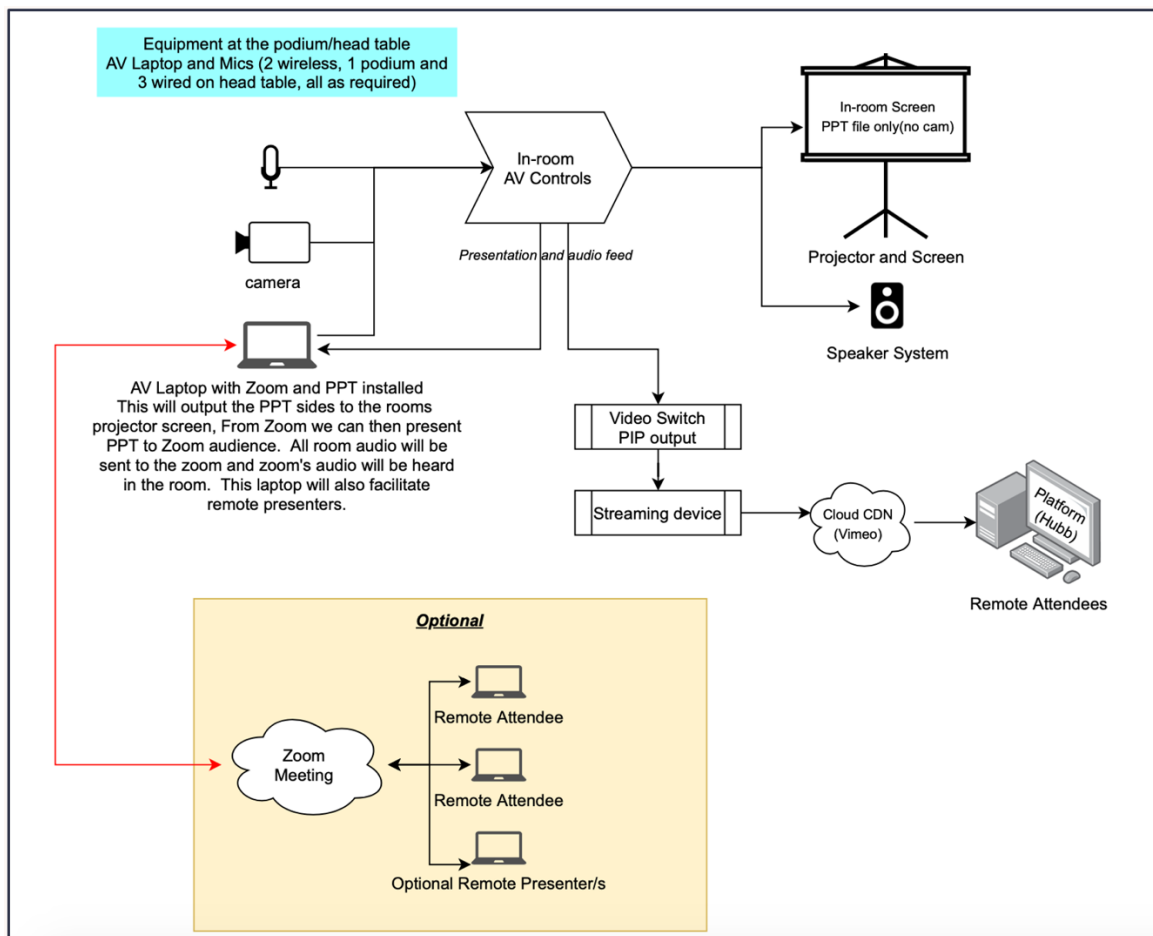 Equipment at the podium/head table
AV Laptop and Mics (2 wireless, 1 podium and
3 wired on head table, all as required)
In-room
AV Controls
In-room Screen
PPT file only(no cam)
Projector and Screen
camera
Presentation and audio feed
Speaker System
AV Laptop with Zoom and PPT installed
This will output the PPT sides to the rooms
projector screen, From Zoom we can then present
PPT to Zoom audience.  All room audio will be
sent to the zoom and zoom's audio will be heard
in the room.  This laptop will also facilitate
remote presenters.
Video Switch
PIP output
Streaming device
Cloud CDN
(Vimeo)
Platform
(Hubb)
Remote Attendees
Optional
Zoom
Meeting
Remote Attendee
Remote Attendee
Optional Remote Presenter/s